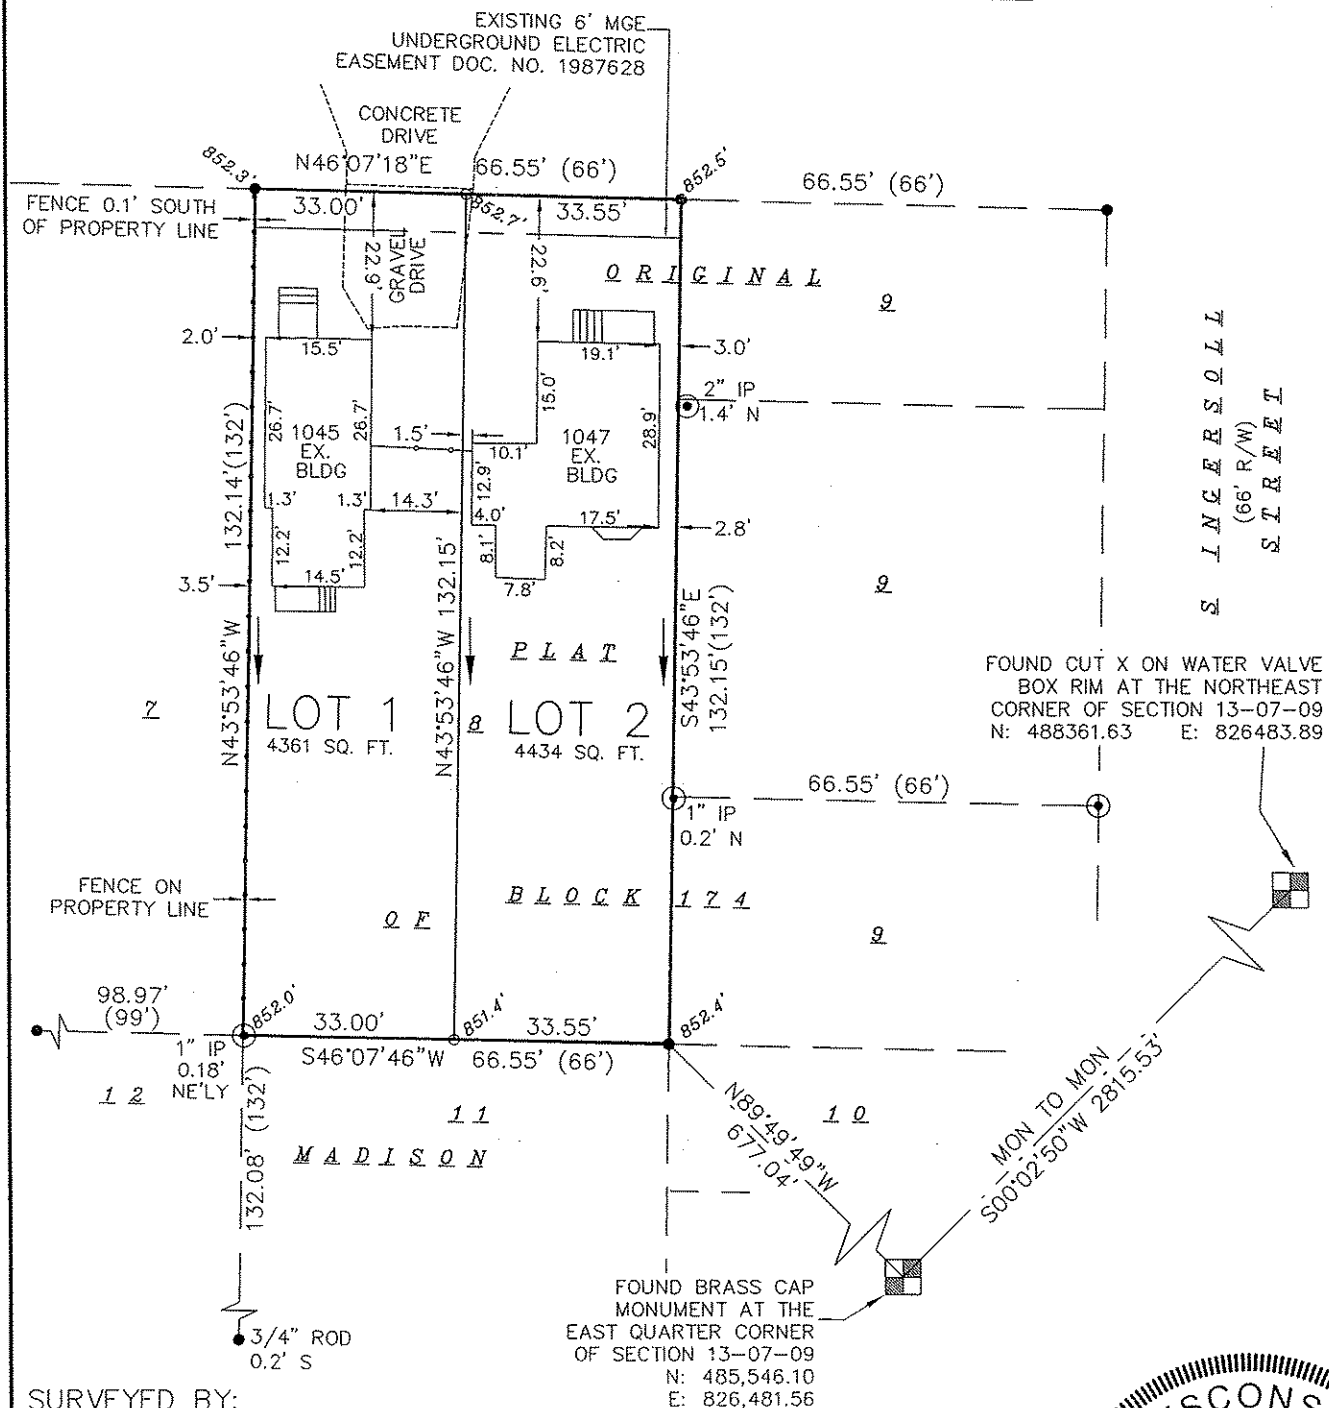 EXISTING 6' MGE
UNDERGROUND ELECTRIC
EASEMENT DOC. NO. 1987628
CONCRETE
DRIVE
852.3'
N46°07'18"E
66.55' (66')
852.5'
66.55' (66')
FENCE 0.1' SOUTH
OF PROPERTY LINE
33.00'
852.7'
33.55'
22.9'
GRAVEL
DRIVE
22.6'
ORIGINAL
9
S INGERSOLL
(66' R/W)
STREET
2.0'
15.5'
19.1'
3.0'
2" IP
1.4' N
132.14'(132')
26.7'
1045
EX.
BLDG
26.7'
1.5'
15.0'
10.1'
1047
EX.
BLDG
28.9'
1.3'
1.3'
14.3'
12.9'
4.0'
17.5'
2.8'
12.2'
12.2'
8.1'
8.2'
3.5'
14.5'
7.8'
9
N43°53'46"W
N43°53'46"W 132.15'
S43°53'46"E
132.15'(132')
PLAT
FOUND CUT X ON WATER VALVE
BOX RIM AT THE NORTHEAST
CORNER OF SECTION 13-07-09
N: 488361.63 E: 826483.89
7
LOT 1
4361 SQ. FT.
8
LOT 2
4434 SQ. FT.
66.55' (66')
1" IP
0.2' N
FENCE ON
PROPERTY LINE
BLOCK 174
OF
9
98.97'
(99')
852.0'
33.00'
851.4'
33.55'
852.4'
1" IP
0.18'
NE'LY
S46°07'46"W
66.55' (66')
12
11
10
132.08' (132')
MADISON
N89°49'49"W
677.04'
MON TO MON
S00°02'50"W 2815.53'
FOUND BRASS CAP
MONUMENT AT THE
EAST QUARTER CORNER
OF SECTION 13-07-09
N: 485,546.10
E: 826,481.56
3/4" ROD
0.2' S
SURVEYED BY:
SCONS